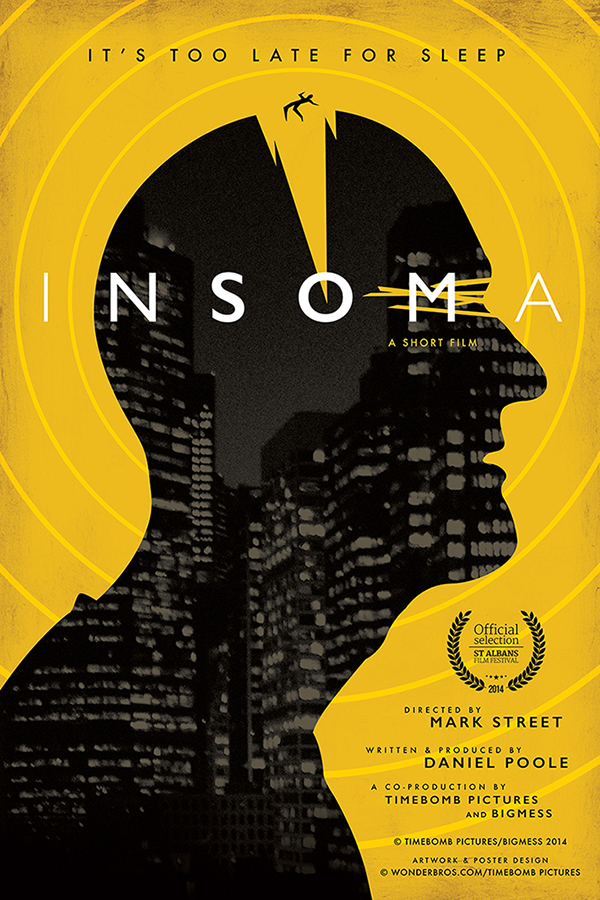 IT'S TOO LATE FOR SLEEP
INSOMA
A SHORT FILM
Official
selection
ST ALBANS
FILM FESTIVAL
2014
DIRECTED BY
MARK STREET
WRITTEN & PRODUCED BY
DANIEL POOLE
A CO-PRODUCTION BY
TIMEBOMB PICTURES
AND BIGMESS
© TIMEBOMB PICTURES/BIGMESS 2014
ARTWORK & POSTER DESIGN
© WONDERBROS.COM/TIMEBOMB PICTURES